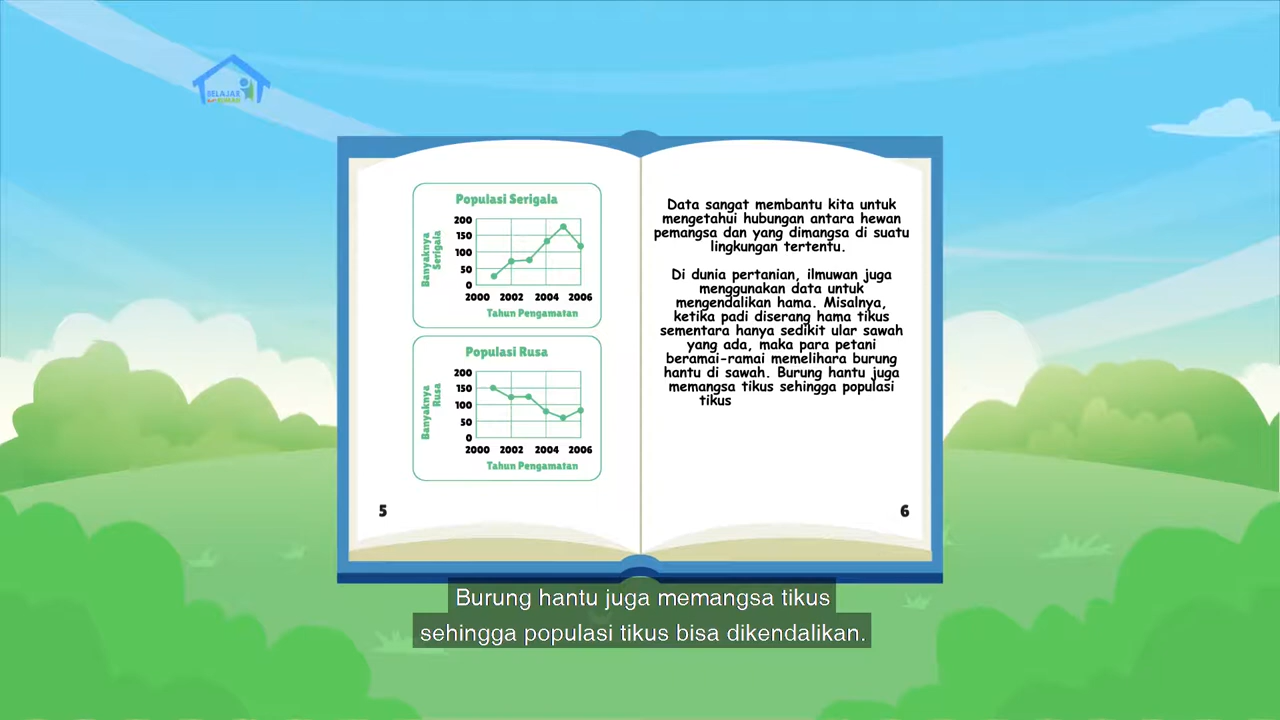 BELAJAR
Populasi Serigala
Banyaknya
Serigala
200
150
100
50
0
2000 2002 2004 2006
Tahun Pengamatan
Populasi Rusa
Banyaknya
Rusa
200
150
100
50
0
2000 2002 2004 2006
Tahun Pengamatan
5
Data sangat membantu kita untuk
mengetahui hubungan antara hewan
pemangsa dan yang dimangsa di suatu
lingkungan tertentu.
Di dunia pertanian, ilmuwan juga
menggunakan data untuk
mengendalikan hama. Misalnya,
ketika padi diserang hama tikus
sementara hanya sedikit ular sawah
yang ada, maka para petani
beramai-ramai memelihara burung
hantu di sawah. Burung hantu juga
memangsa tikus sehingga populasi
tikus
6
Burung hantu juga memangsa tikus
sehingga populasi tikus bisa dikendalikan.